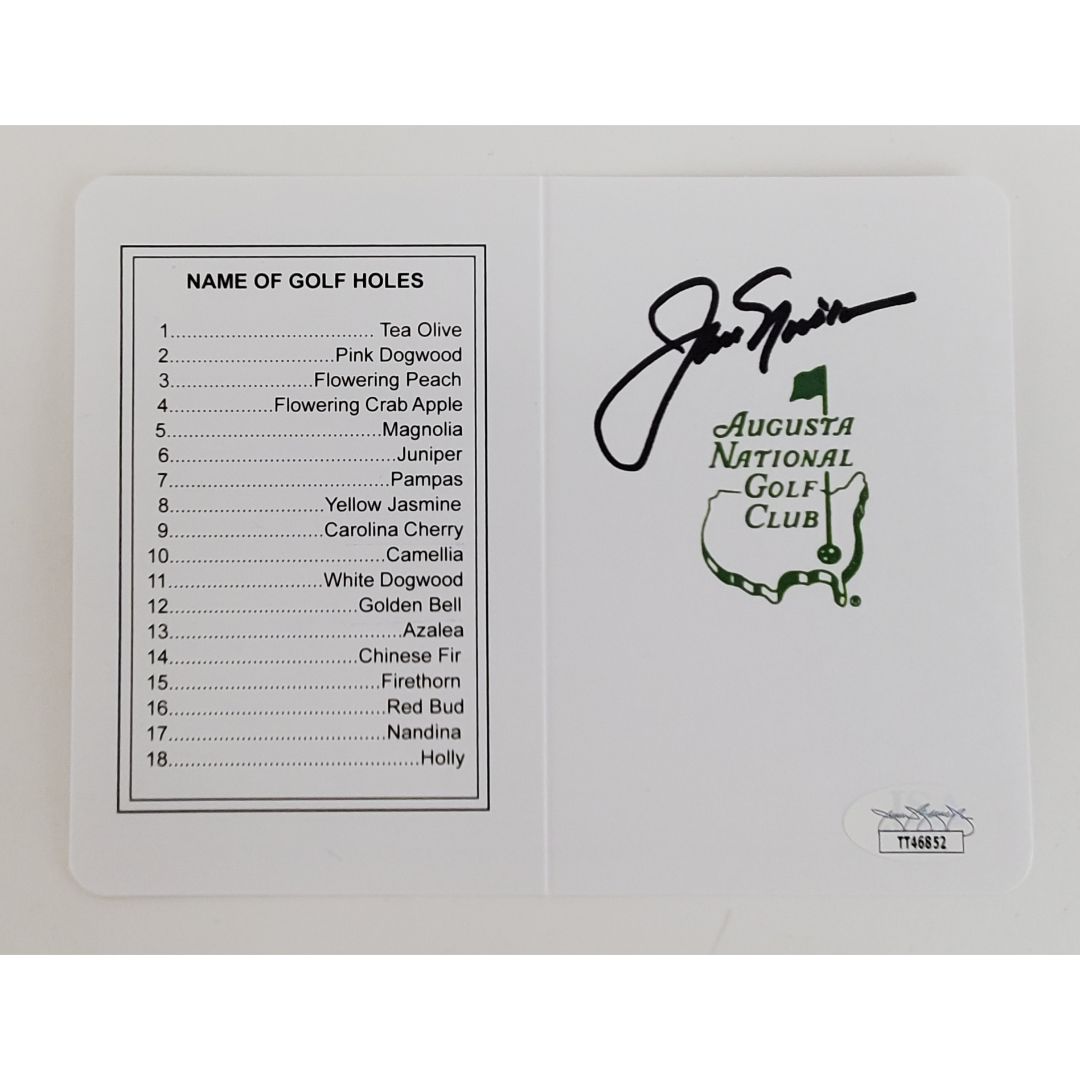 NAME OF GOLF HOLES
1.................................... Tea Olive
2.............................Pink Dogwood
3.........................Flowering Peach
4...................Flowering Crab Apple
5......................................Magnolia
6........................................Juniper
7.......................................Pampas
8...........................Yellow Jasmine
9...........................Carolina Cherry
10......................................Camellia
11...........................White Dogwood
12.................................Golden Bell
13.........................................Azalea
14.................................Chinese Fir
15.....................................Firethorn
16......................................Red Bud
17......................................Nandina
18............................................Holly
AUGUSTA
NATIONAL
GOLF
CLUB
®
JSA
TT46852